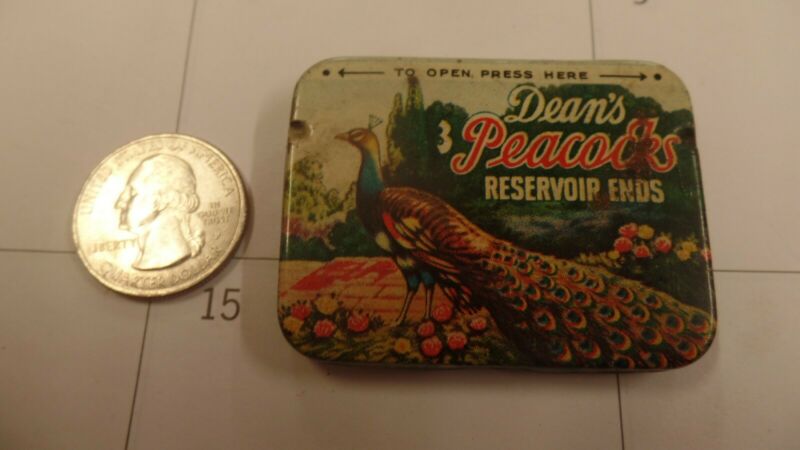 TO OPEN, PRESS HERE
Dean's
3 Peacocks
RESERVOIR ENDS
UNITED STATES OF AMERICA
LIBERTY
IN
GOD WE
TRUST
QUARTER DOLLAR
15